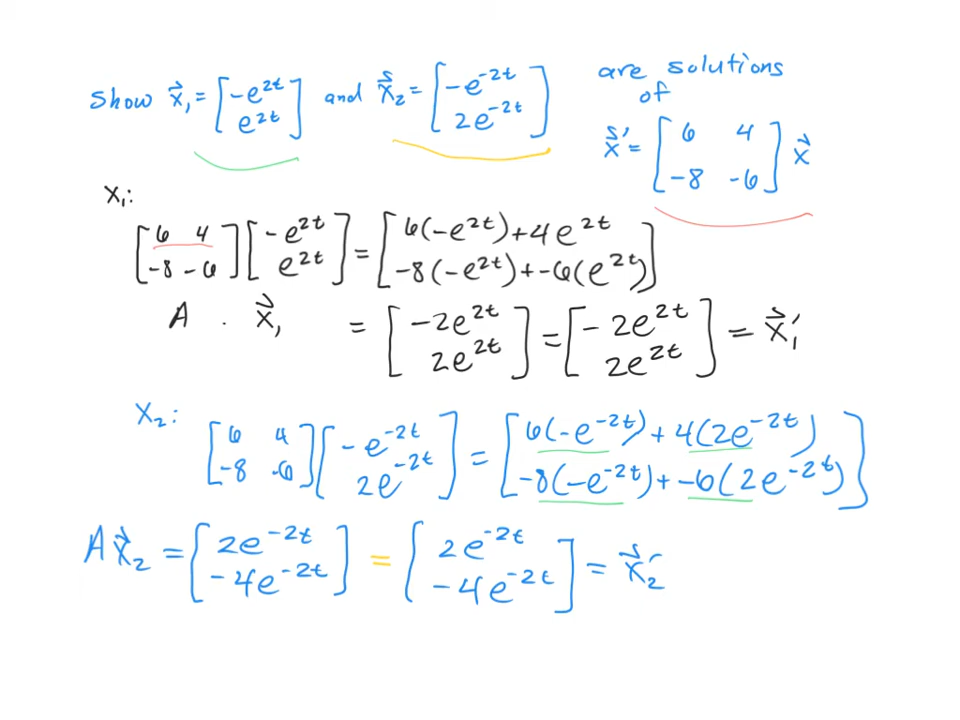 Show x⃗₁ = [−e^{2t}; e^{2t}] and x⃗₂ = [−e^{−2t}; 2e^{−2t}] are solutions of
x⃗' = [6 4; −8 −6] x⃗
X₁:
[6 4; −8 −6] [−e^{2t}; e^{2t}] = [6(−e^{2t}) + 4e^{2t}; −8(−e^{2t}) + −6(e^{2t})]
A · x⃗₁ = [−2e^{2t}; 2e^{2t}] = [−2e^{2t}; 2e^{2t}] = x⃗₁'
X₂:
[6 4; −8 −6] [−e^{−2t}; 2e^{−2t}] = [6(−e^{−2t}) + 4(2e^{−2t}); −8(−e^{−2t}) + −6(2e^{−2t})]
Ax⃗₂ = [2e^{−2t}; −4e^{−2t}] = [2e^{−2t}; −4e^{−2t}] = x⃗₂'